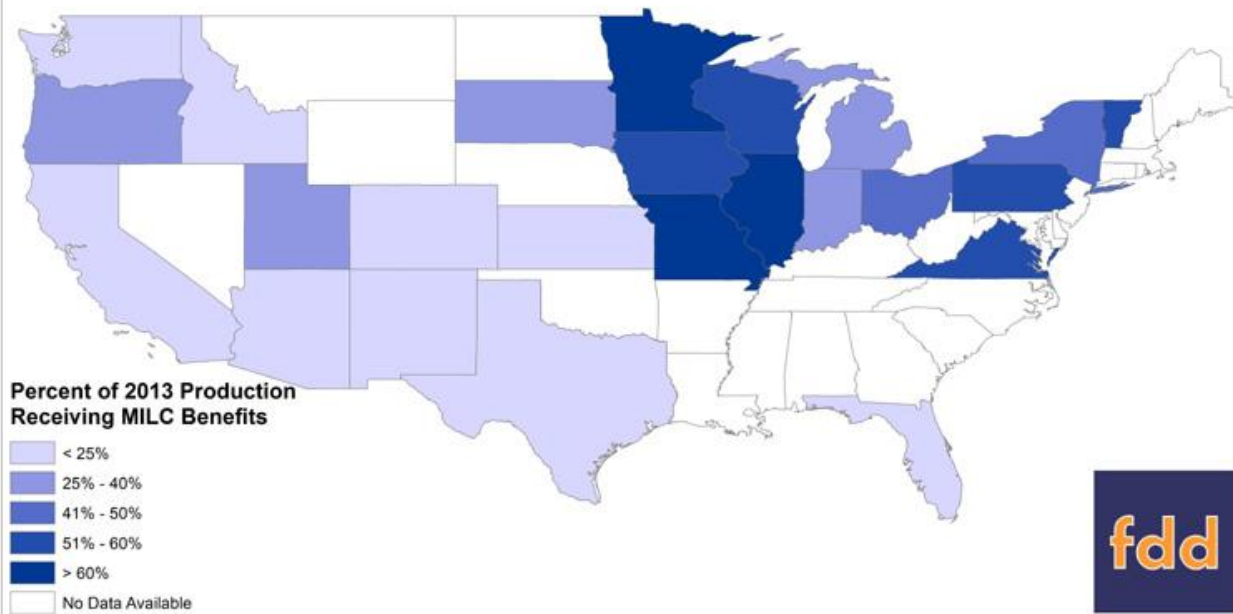 Percent of 2013 Production
Receiving MILC Benefits
< 25%
25% - 40%
41% - 50%
51% - 60%
> 60%
No Data Available
fdd